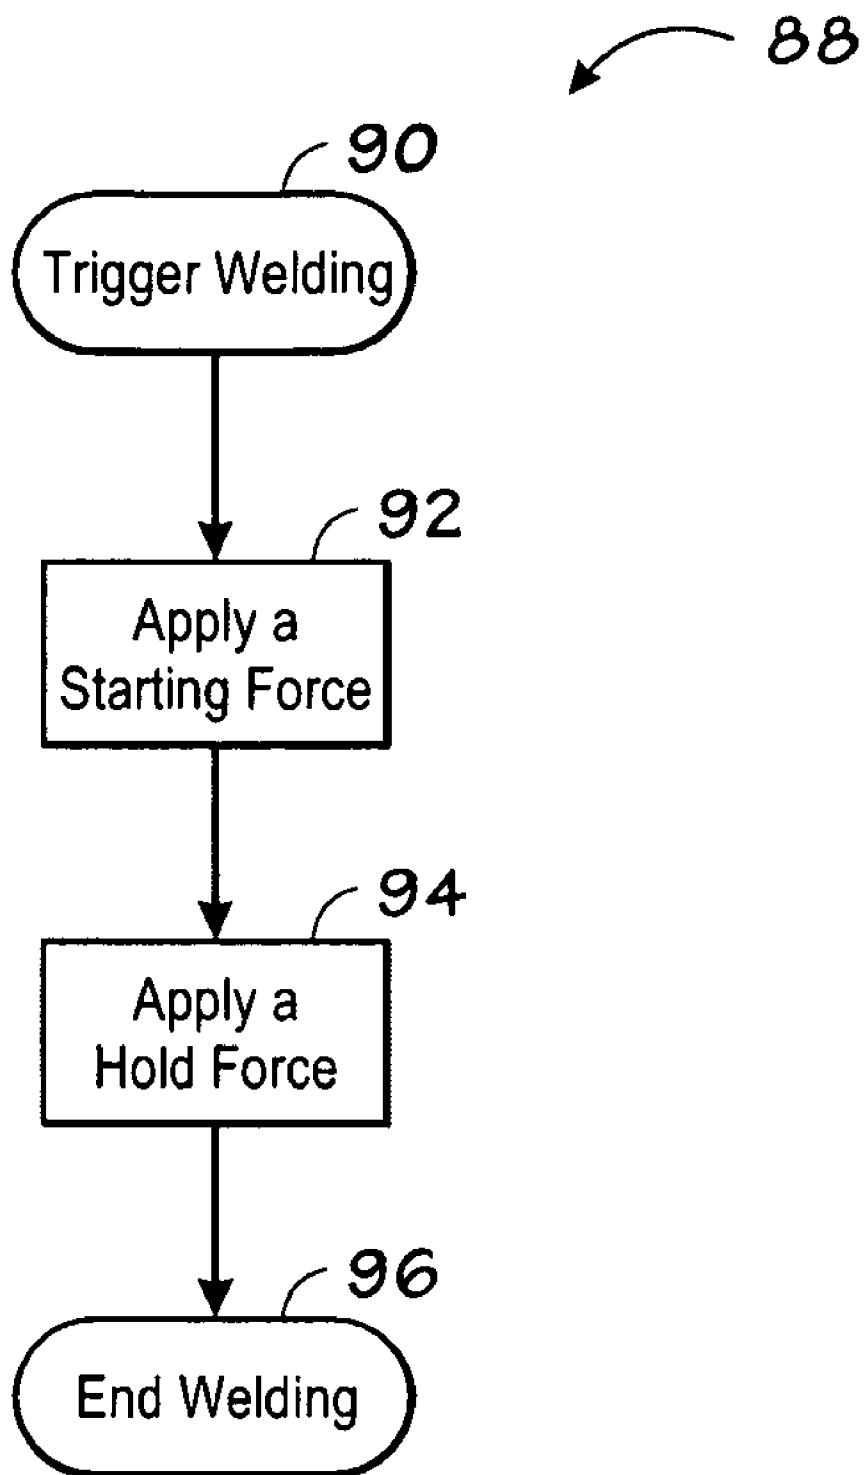 88
90
Trigger Welding
92
Apply a
Starting Force
94
Apply a
Hold Force
96
End Welding